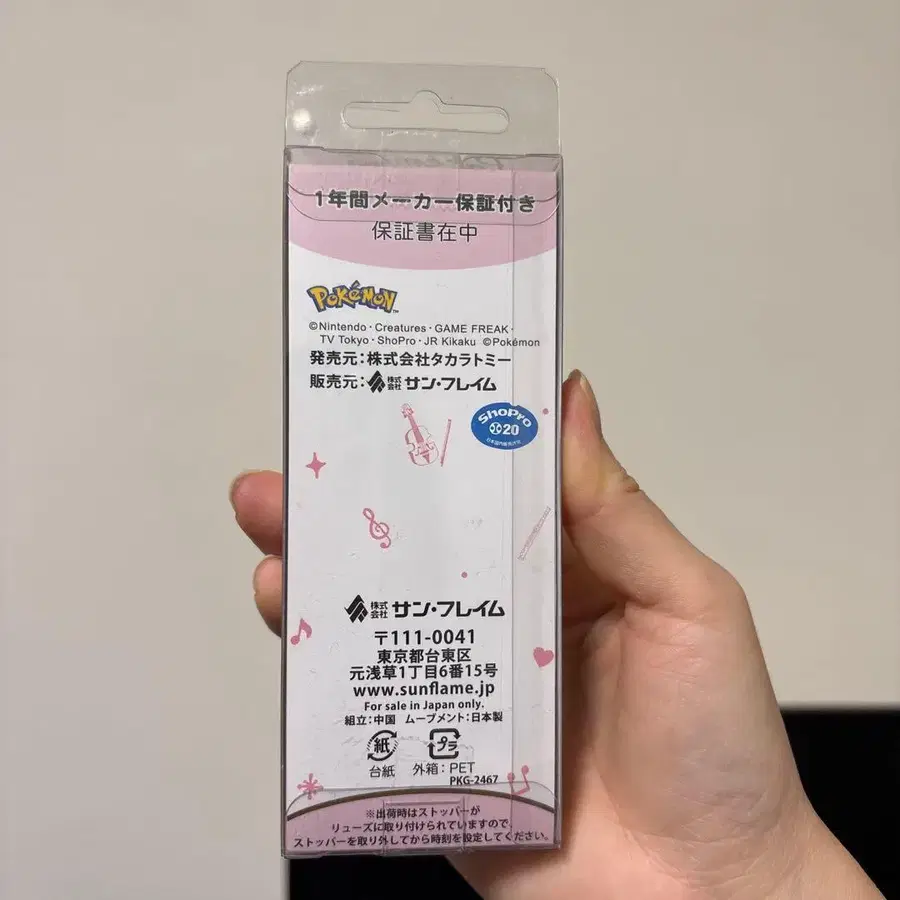 1年間メーカー保証付き
保証書在中
POKÉMON
TM
©Nintendo・Creatures・GAME FREAK・
TV Tokyo・ShoPro・JR Kikaku ©Pokémon
発売元：株式会社タカラトミー
販売元：株式会社 サン・フレイム
ShoPro
20
株式会社 サン・フレイム
〒111-0041
東京都台東区
元浅草1丁目6番15号
www.sunflame.jp
For sale in Japan only.
組立：中国 ムーブメント：日本製
紙 プラ
台紙 外箱：PET
PKG-2467
※出荷時はストッパーが
リューズに取り付けられていますので、
ストッパーを取り外してから時刻を設定してください。